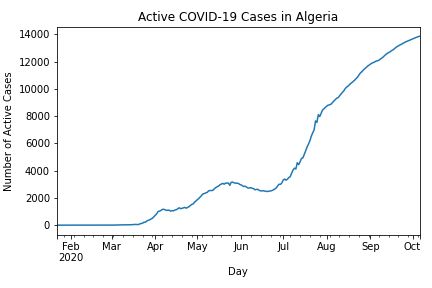 Active COVID-19 Cases in Algeria
14000
12000
10000
8000
6000
4000
2000
0
Number of Active Cases
Feb Mar Apr May Jun Jul Aug Sep Oct
2020
Day